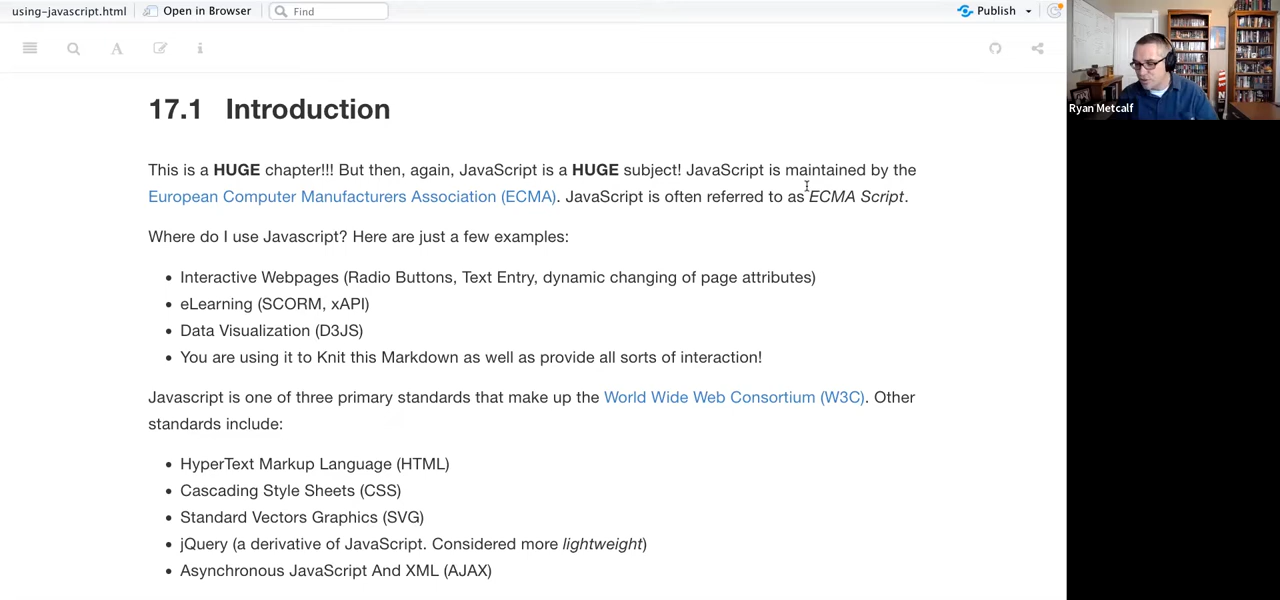 using-javascript.html
Open in Browser
Find
Publish
17.1 Introduction
This is a HUGE chapter!!! But then, again, JavaScript is a HUGE subject! JavaScript is maintained by the
European Computer Manufacturers Association (ECMA). JavaScript is often referred to as ECMA Script.
Where do I use Javascript? Here are just a few examples:
• Interactive Webpages (Radio Buttons, Text Entry, dynamic changing of page attributes)
• eLearning (SCORM, xAPI)
• Data Visualization (D3JS)
• You are using it to Knit this Markdown as well as provide all sorts of interaction!
Javascript is one of three primary standards that make up the World Wide Web Consortium (W3C). Other
standards include:
• HyperText Markup Language (HTML)
• Cascading Style Sheets (CSS)
• Standard Vectors Graphics (SVG)
• jQuery (a derivative of JavaScript. Considered more lightweight)
• Asynchronous JavaScript And XML (AJAX)
Ryan Metcalf